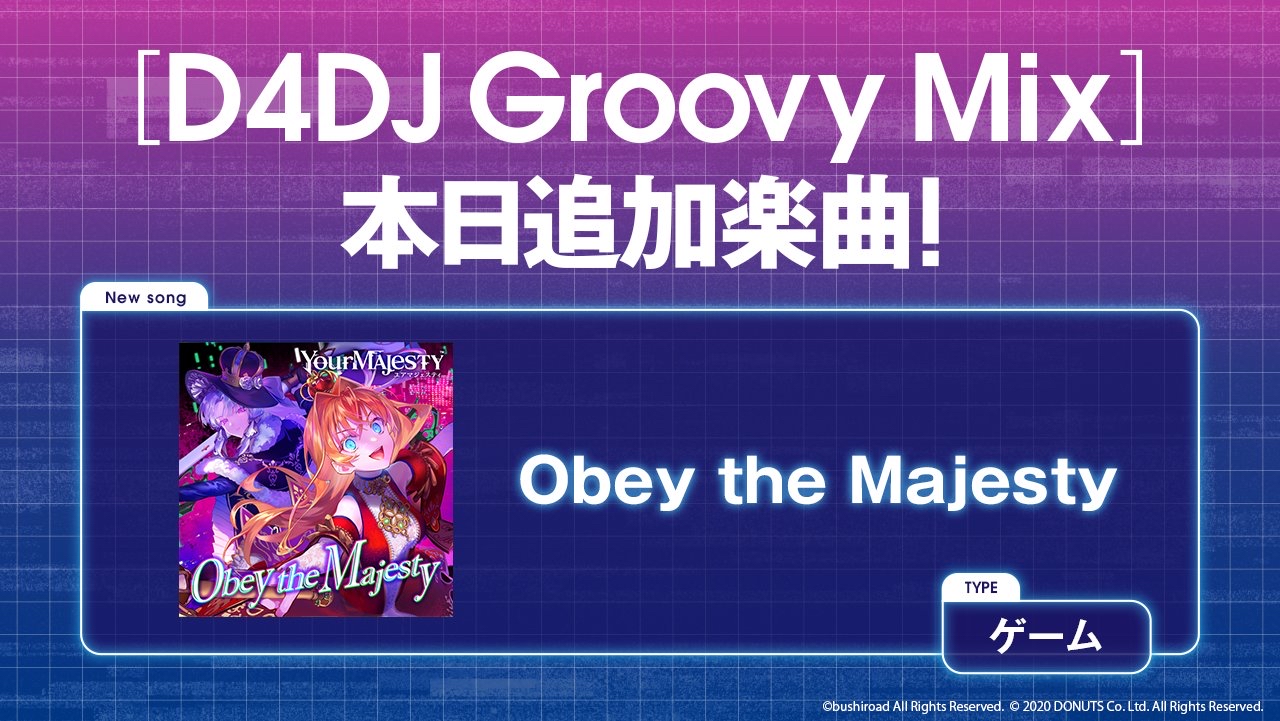 [D4DJ Groovy Mix]
本日追加楽曲!
New song
YourMAJESTY
ユアマジェスティ
Obey the Majesty
Obey the Majesty
TYPE
ゲーム
©bushiroad All Rights Reserved. © 2020 DONUTS Co. Ltd. All Rights Reserved.